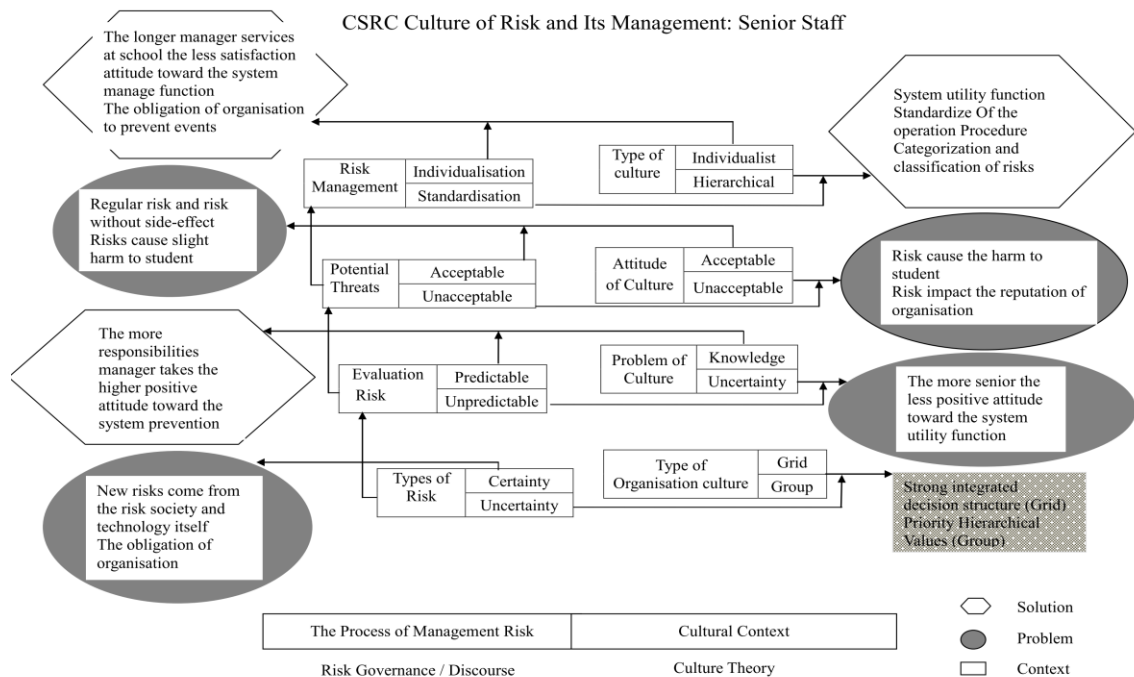 CSRC Culture of Risk and Its Management: Senior Staff
The longer manager services
at school the less satisfaction
attitude toward the system
manage function
The obligation of organisation
to prevent events
System utility function
Standardize Of the
operation Procedure
Categorization and
classification of risks
Risk
Management
Individualisation
Standardisation
Type of
culture
Individualist
Hierarchical
Regular risk and risk
without side-effect
Risks cause slight
harm to student
Potential
Threats
Acceptable
Unacceptable
Attitude
of Culture
Acceptable
Unacceptable
Risk cause the harm to
student
Risk impact the reputation of
organisation
The more
responsibilities
manager takes the
higher positive
attitude toward the
system prevention
Evaluation
Risk
Predictable
Unpredictable
Problem of
Culture
Knowledge
Uncertainty
The more senior the
less positive attitude
toward the system
utility function
New risks come from
the risk society and
technology itself
The obligation of
organisation
Types of
Risk
Certainty
Uncertainty
Type of
Organisation culture
Grid
Group
Strong integrated
decision structure (Grid)
Priority Hierarchical
Values (Group)
The Process of Management Risk
Cultural Context
Risk Governance / Discourse
Culture Theory
Solution
Problem
Context